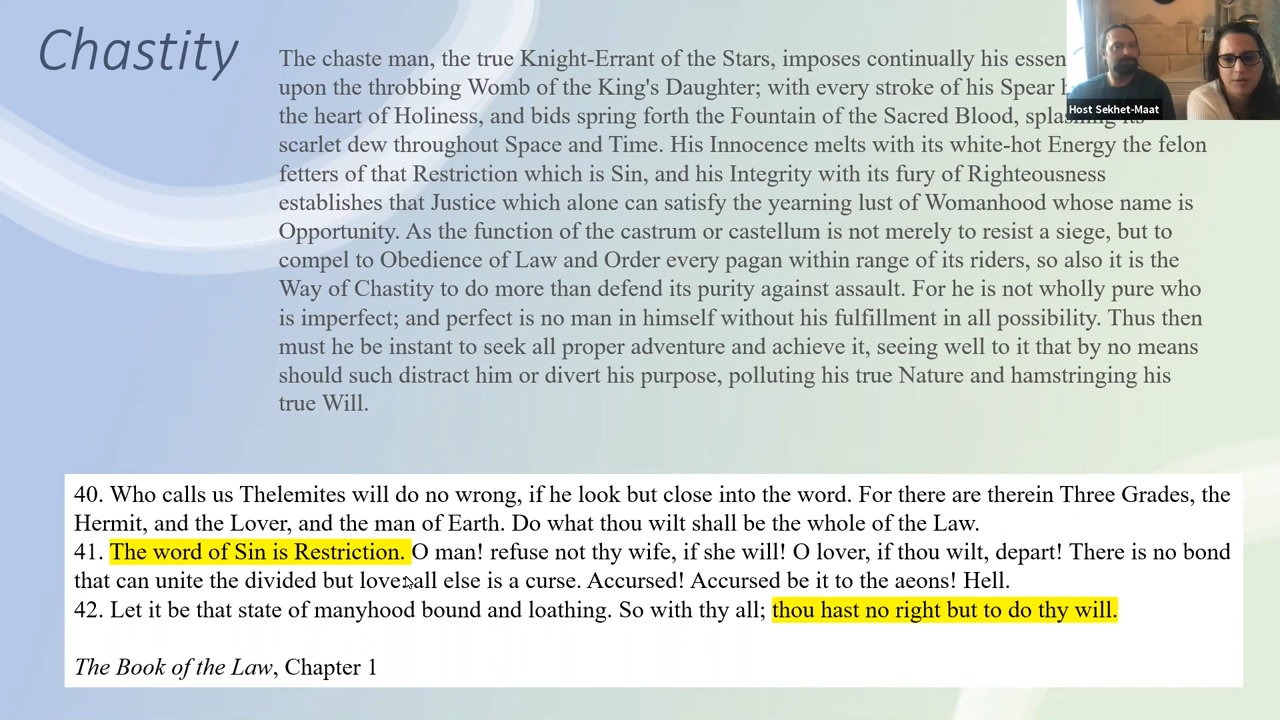 Chastity
The chaste man, the true Knight-Errant of the Stars, imposes continually his essen
upon the throbbing Womb of the King's Daughter; with every stroke of his Spear h
the heart of Holiness, and bids spring forth the Fountain of the Sacred Blood, splashing its
scarlet dew throughout Space and Time. His Innocence melts with its white-hot Energy the felon
fetters of that Restriction which is Sin, and his Integrity with its fury of Righteousness
establishes that Justice which alone can satisfy the yearning lust of Womanhood whose name is
Opportunity. As the function of the castrum or castellum is not merely to resist a siege, but to
compel to Obedience of Law and Order every pagan within range of its riders, so also it is the
Way of Chastity to do more than defend its purity against assault. For he is not wholly pure who
is imperfect; and perfect is no man in himself without his fulfillment in all possibility. Thus then
must he be instant to seek all proper adventure and achieve it, seeing well to it that by no means
should such distract him or divert his purpose, polluting his true Nature and hamstringing his
true Will.
Host Sekhet-Maat
40. Who calls us Thelemites will do no wrong, if he look but close into the word. For there are therein Three Grades, the
Hermit, and the Lover, and the man of Earth. Do what thou wilt shall be the whole of the Law.
41. The word of Sin is Restriction. O man! refuse not thy wife, if she will! O lover, if thou wilt, depart! There is no bond
that can unite the divided but love: all else is a curse. Accursed! Accursed be it to the aeons! Hell.
42. Let it be that state of manyhood bound and loathing. So with thy all; thou hast no right but to do thy will.
The Book of the Law, Chapter 1